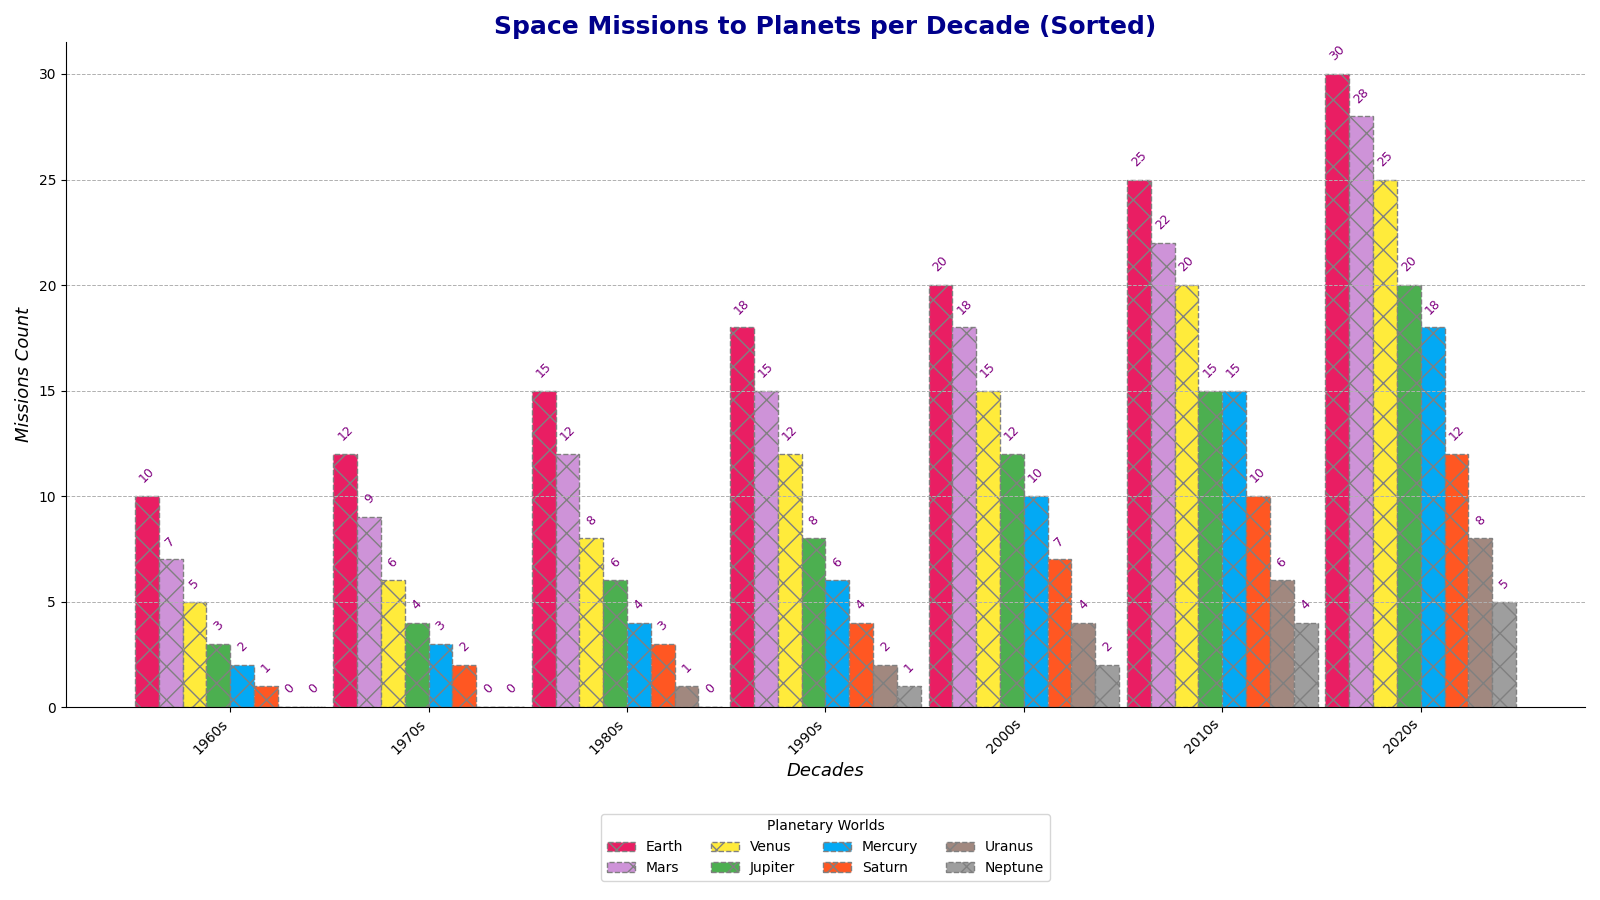 Space Missions to Planets per Decade (Sorted)
Missions Count
30
25
20
15
10
5
0
10 7 5 3 2 1 0 0
12 9 6 4 3 2 0 0
15 12 8 6 4 3 1 0
18 15 12 8 6 4 2 1
20 18 15 12 10 7 4 2
25 22 20 15 15 10 6 4
30 28 25 20 18 12 8 5
1960s 1970s 1980s 1990s 2000s 2010s 2020s
Decades
Planetary Worlds
Earth Venus Mercury Uranus
Mars Jupiter Saturn Neptune